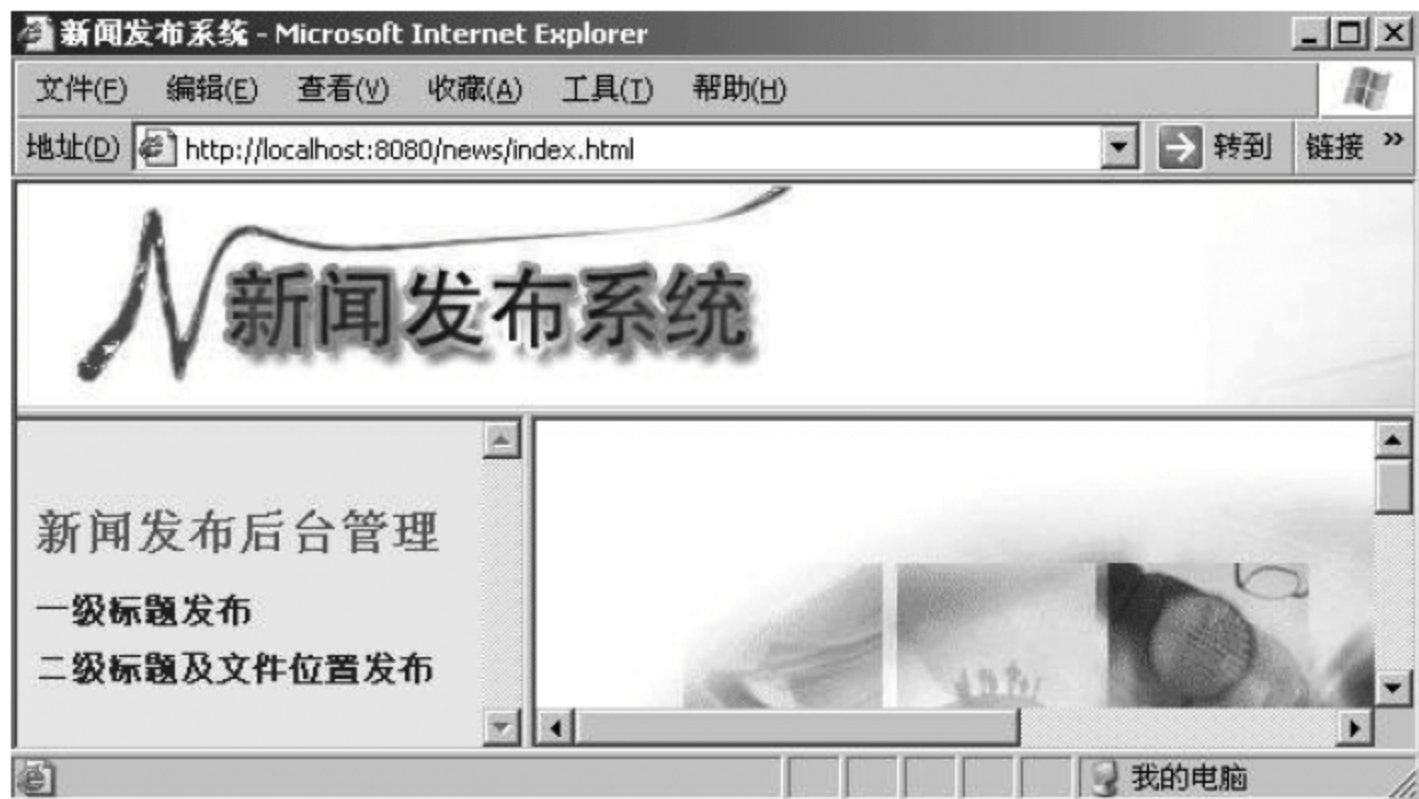 新闻发布系统 - Microsoft Internet Explorer
文件(F) 编辑(E) 查看(V) 收藏(A) 工具(T) 帮助(H)
地址(D) http://localhost:8080/news/index.html 转到 链接 »
新闻发布系统
新闻发布后台管理
一级标题发布
二级标题及文件位置发布
我的电脑